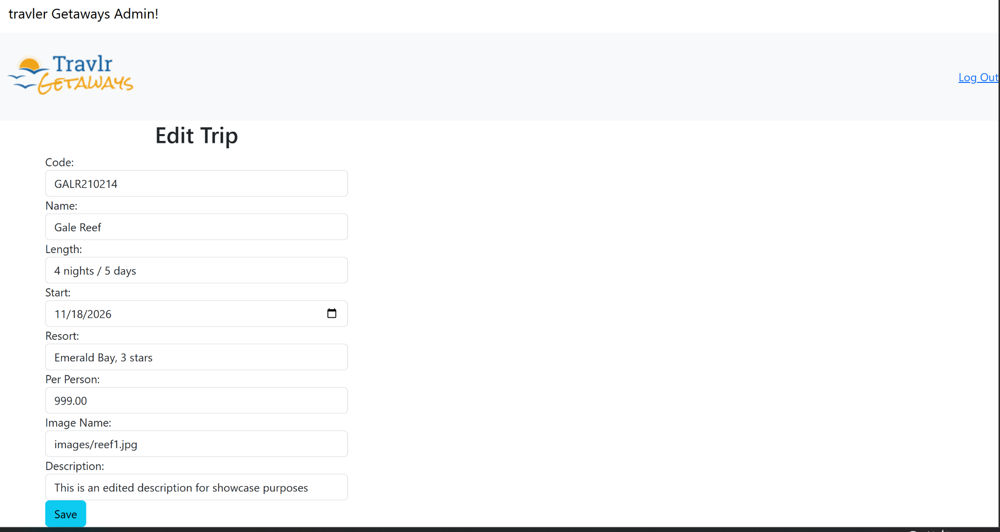 travler Getaways Admin!
Travlr
GETAWAYS
Log Out
Edit Trip
Code:
GALR210214
Name:
Gale Reef
Length:
4 nights / 5 days
Start:
11/18/2026
Resort:
Emerald Bay, 3 stars
Per Person:
999.00
Image Name:
images/reef1.jpg
Description:
This is an edited description for showcase purposes
Save